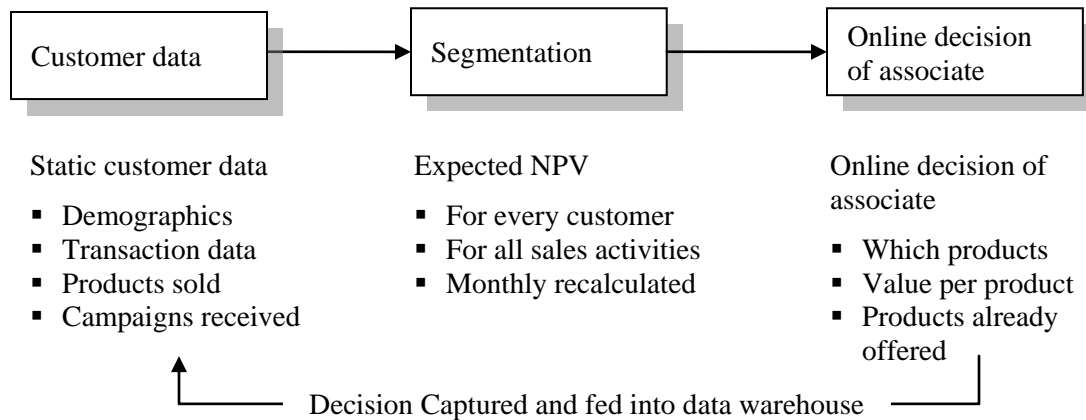 Customer data
Segmentation
Online decision
of associate
Static customer data
▪ Demographics
▪ Transaction data
▪ Products sold
▪ Campaigns received
Expected NPV
▪ For every customer
▪ For all sales activities
▪ Monthly recalculated
Online decision of
associate
▪ Which products
▪ Value per product
▪ Products already
offered
Decision Captured and fed into data warehouse